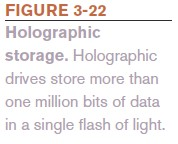 FIGURE 3-22
Holographic
storage. Holographic
drives store more than
one million bits of data
in a single flash of light.